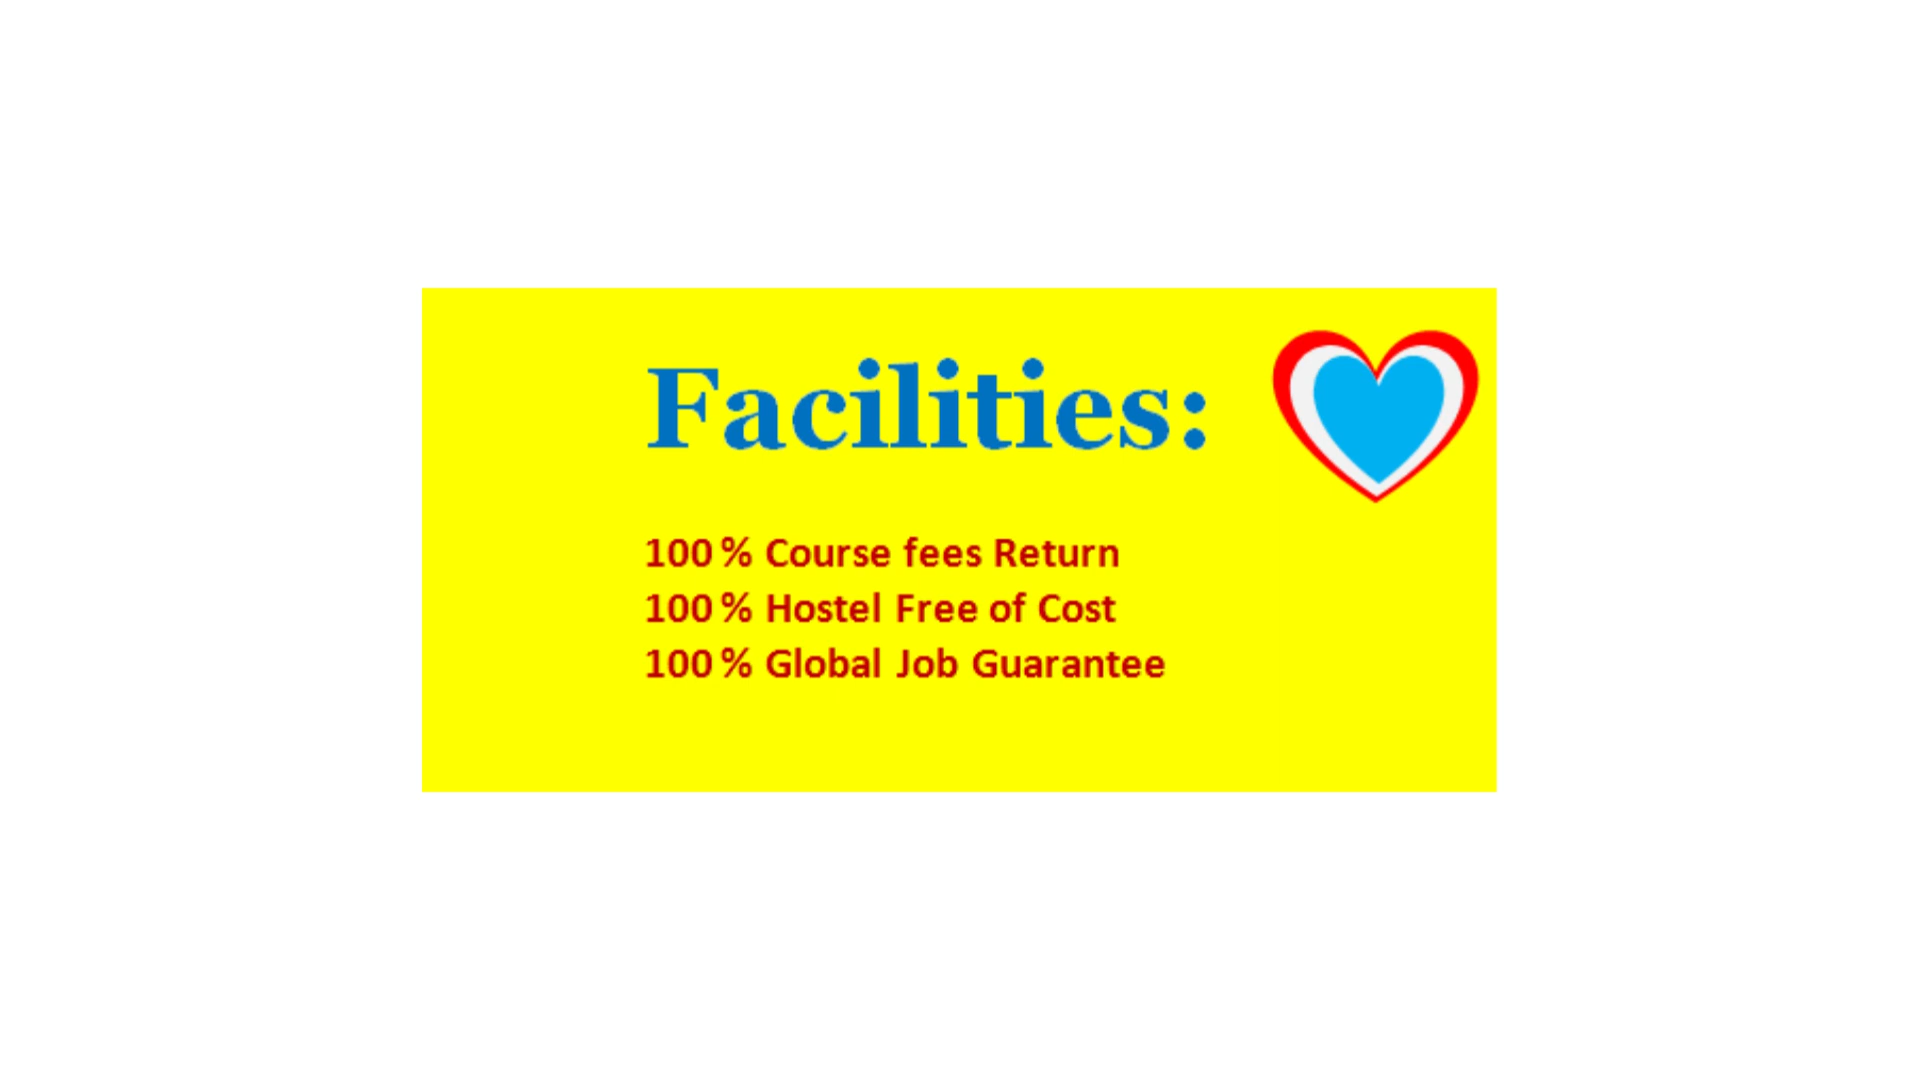 Facilities:
100 % Course fees Return
100 % Hostel Free of Cost
100 % Global Job Guarantee